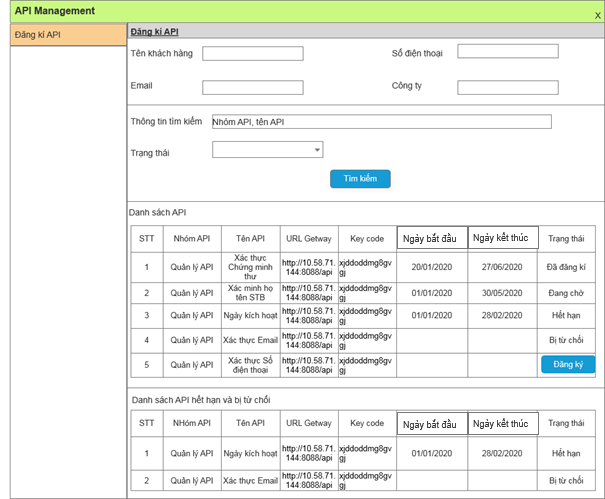 API Management
X
Đăng kí API
Đăng kí API
Tên khách hàng
Số điện thoại
Email
Công ty
Thông tin tìm kiếm
Nhóm API, tên API
Trạng thái
Tìm kiếm
Danh sách API
STT Nhóm API Tên API URL Getway Key code Ngày bắt đầu Ngày kết thúc Trạng thái
1 Quản lý API Xác thực Chứng minh thư http://10.58.71.144:8088/api xjddoddmg8gvgj 20/01/2020 27/06/2020 Đã đăng kí
2 Quản lý API Xác minh họ tên STB http://10.58.71.144:8088/api xjddoddmg8gvgj 01/01/2020 30/05/2020 Đang chờ
3 Quản lý API Ngày kích hoạt http://10.58.71.144:8088/api xjddoddmg8gvgj 01/01/2020 28/02/2020 Hết hạn
4 Quản lý API Xác thực Email http://10.58.71.144:8088/api xjddoddmg8gvgj Bị từ chối
5 Quản lý API Xác thực Số điện thoại http://10.58.71.144:8088/api xjddoddmg8gvgj Đăng ký
Danh sách API hết hạn và bị từ chối
STT NHóm API Tên API URL Getway Key code Ngày bắt đầu Ngày kết thúc Trạng thái
1 Quản lý API Ngày kích hoạt http://10.58.71.144:8088/api xjddoddmg8gvgj 01/01/2020 28/02/2020 Hết hạn
2 Quản lý API Xác thực Email http://10.58.71.144:8088/api xjddoddmg8gvgj Bị từ chối